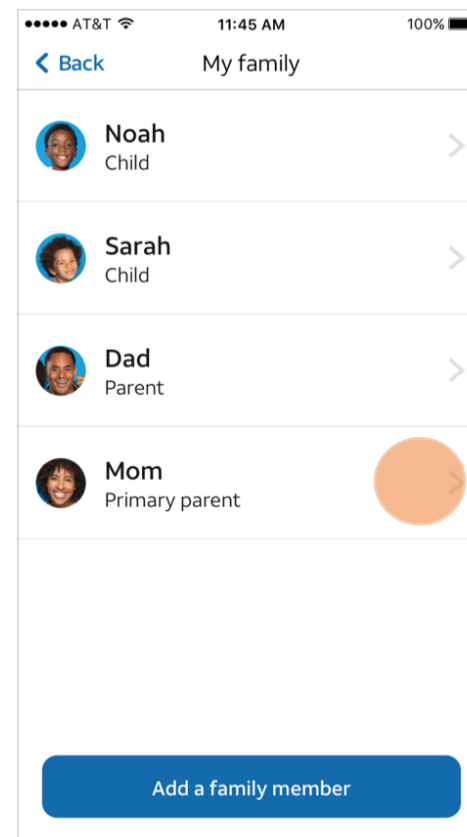 AT&T 11:45 AM 100%
Back My family
Noah
Child
Sarah
Child
Dad
Parent
Mom
Primary parent
Add a family member